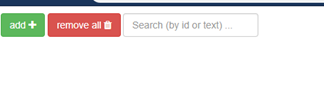 add + remove all Search (by id or text) ...